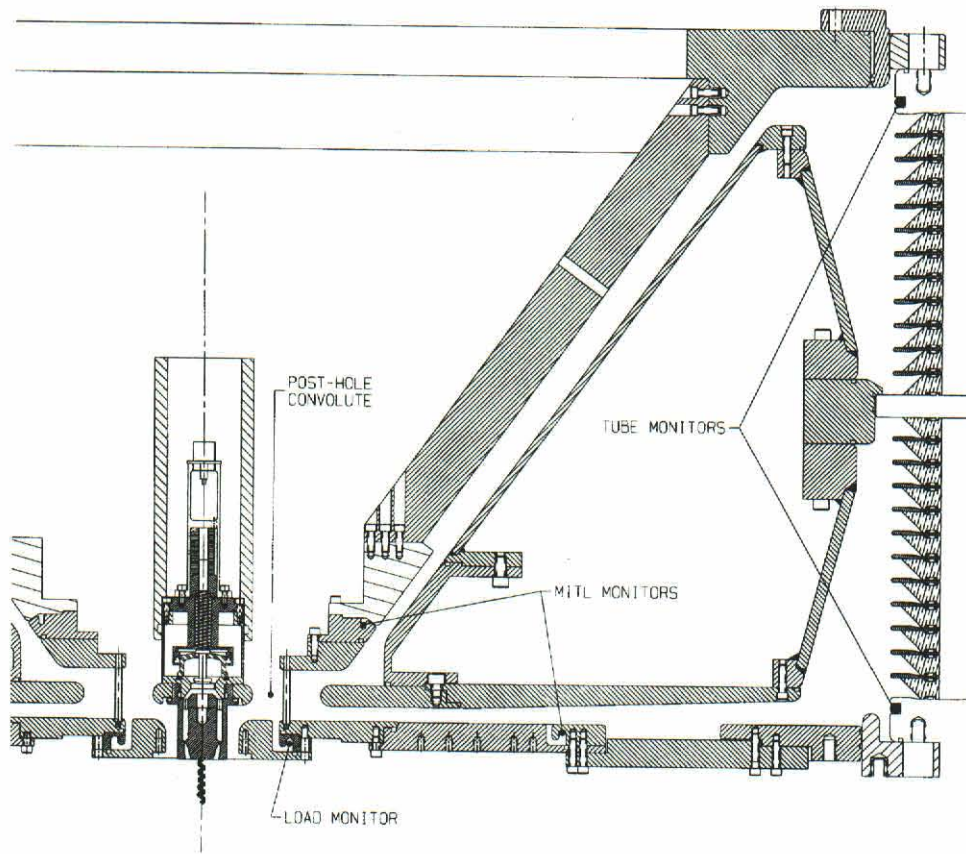 POST-HOLE
CONVOLUTE
TUBE MONITORS
MITL MONITORS
LOAD MONITOR